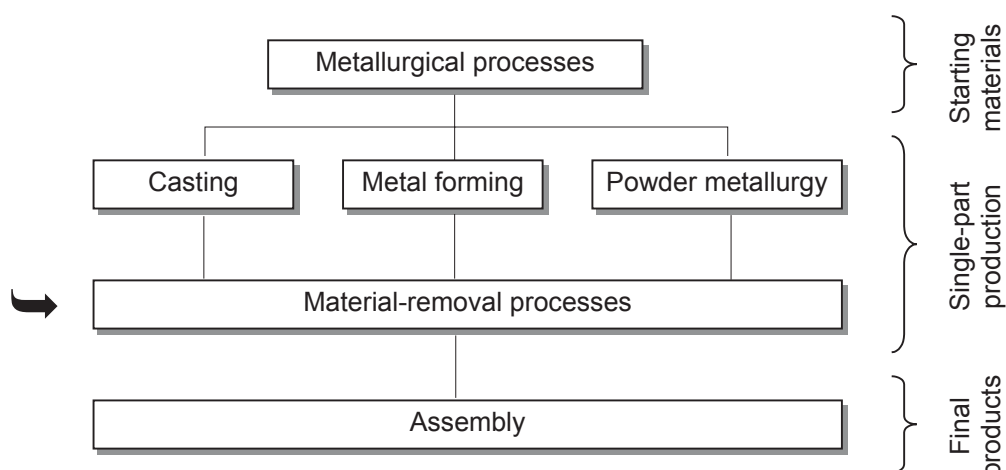 Metallurgical processes
Starting
materials
Casting
Metal forming
Powder metallurgy
Single-part
production
Material-removal processes
Assembly
Final
products